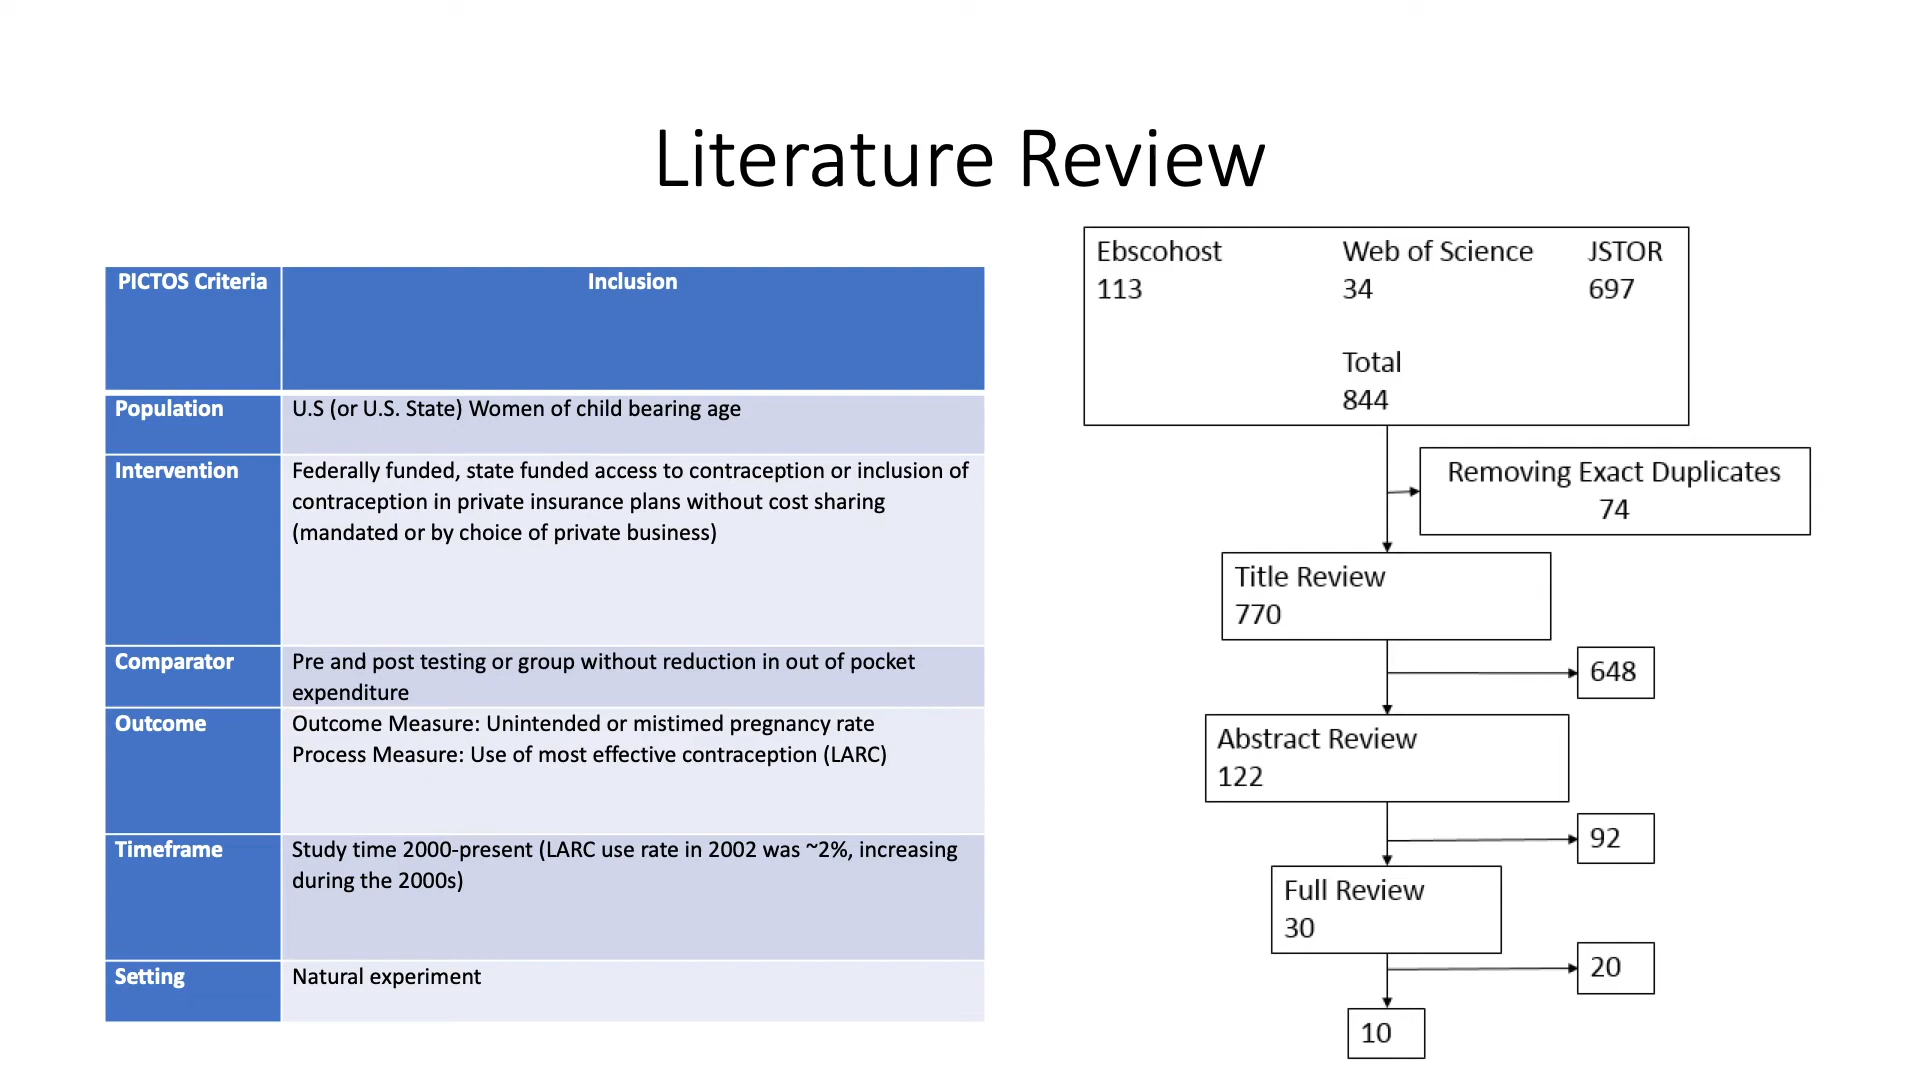 Literature Review
PICTOS Criteria
Inclusion
Population
U.S (or U.S. State) Women of child bearing age
Intervention
Federally funded, state funded access to contraception or inclusion of
contraception in private insurance plans without cost sharing
(mandated or by choice of private business)
Comparator
Pre and post testing or group without reduction in out of pocket
expenditure
Outcome
Outcome Measure: Unintended or mistimed pregnancy rate
Process Measure: Use of most effective contraception (LARC)
Timeframe
Study time 2000-present (LARC use rate in 2002 was ~2%, increasing
during the 2000s)
Setting
Natural experiment
Ebscohost Web of Science JSTOR
113 34 697
Total
844
Removing Exact Duplicates
74
Title Review
770
648
Abstract Review
122
92
Full Review
30
20
10